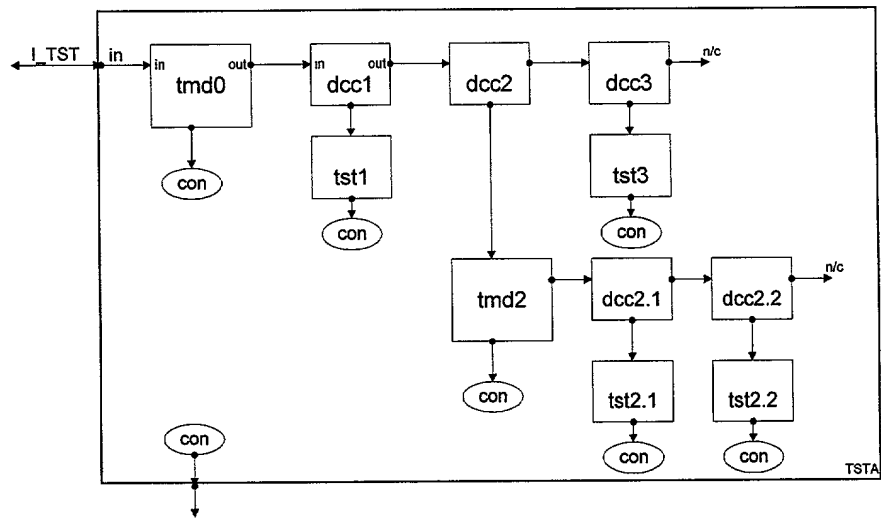 I_TST
in
in
out
tmd0
in
out
dcc1
dcc2
dcc3
n/c
con
tst1
tst3
con
con
tmd2
dcc2.1
dcc2.2
n/c
tst2.1
tst2.2
con
con
con
con
TSTA